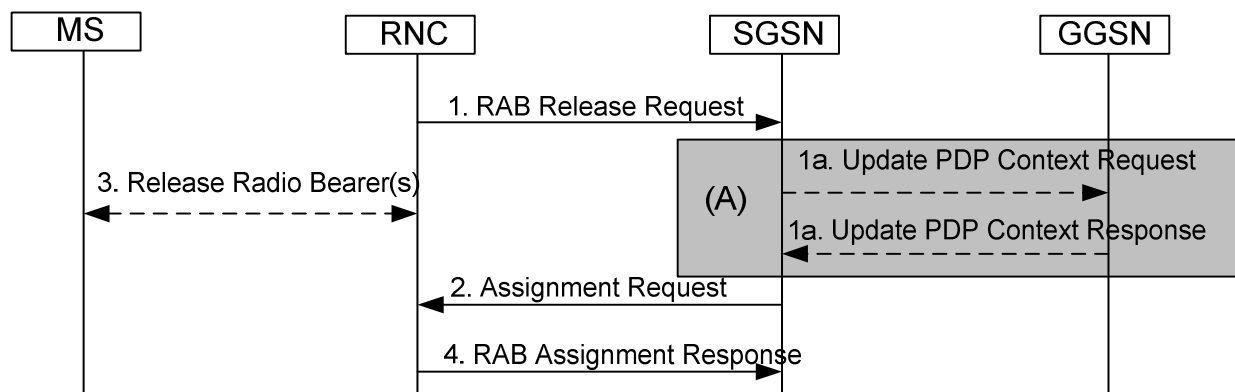 MS
RNC
SGSN
GGSN
1. RAB Release Request
1a. Update PDP Context Request
3. Release Radio Bearer(s)
(A)
1a. Update PDP Context Response
2. Assignment Request
4. RAB Assignment Response